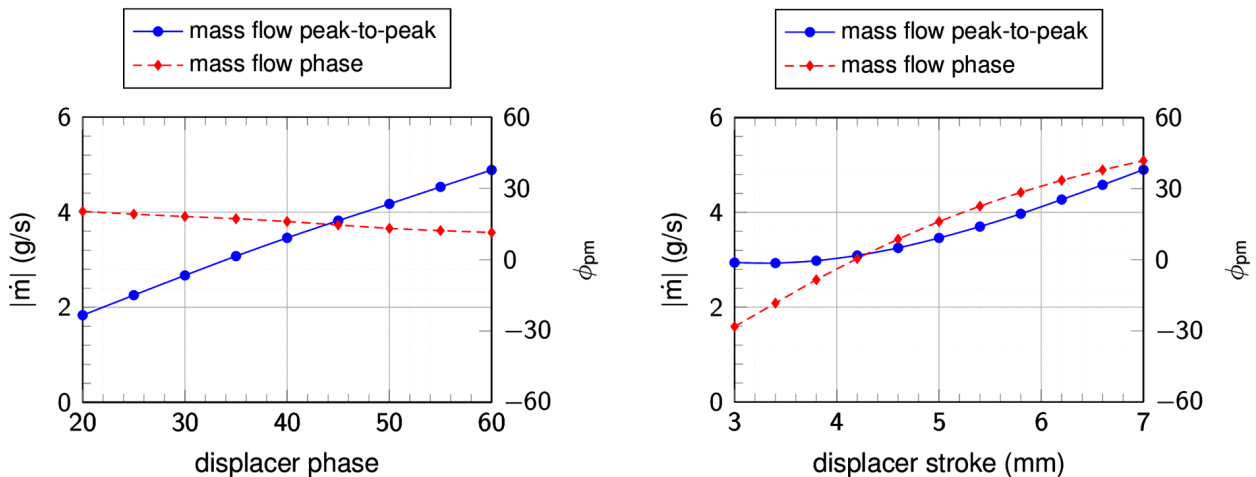 mass flow peak-to-peak
mass flow phase
6
4
2
0
|ṁ| (g/s)
60
30
0
−30
−60
ϕpm
20
30
40
50
60
displacer phase
mass flow peak-to-peak
mass flow phase
6
4
2
0
|ṁ| (g/s)
60
30
0
−30
−60
ϕpm
3
4
5
6
7
displacer stroke (mm)